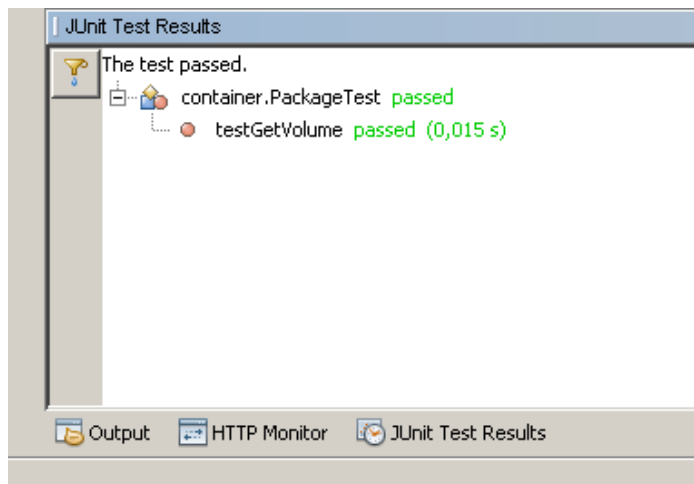 JUnit Test Results
The test passed.
container.PackageTest passed
testGetVolume passed (0,015 s)
Output HTTP Monitor JUnit Test Results